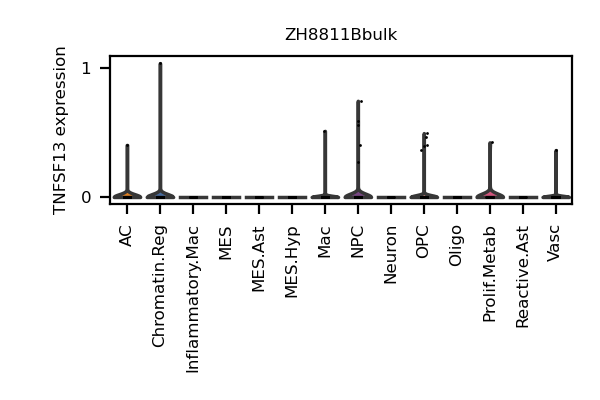 ZH8811Bbulk
TNFSF13 expression
1
0
AC
Chromatin.Reg
Inflammatory.Mac
MES
MES.Ast
MES.Hyp
Mac
NPC
Neuron
OPC
Oligo
Prolif.Metab
Reactive.Ast
Vasc